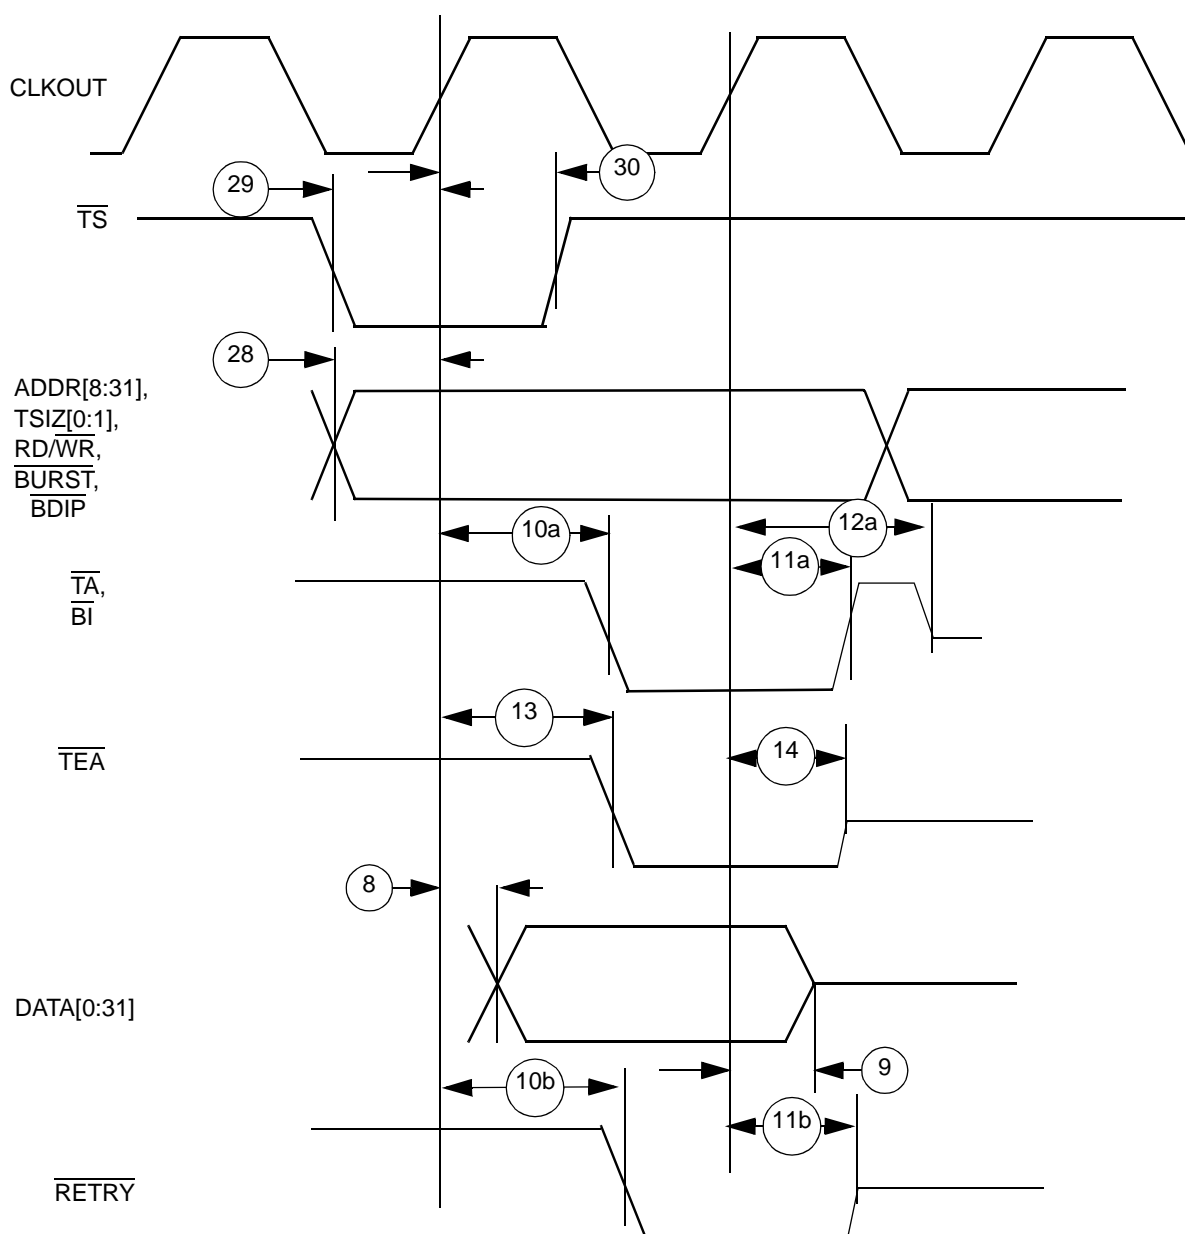 CLKOUT
30
29
TS
28
ADDR[8:31],
TSIZ[0:1],
RD/WR,
BURST,
BDIP
10a
12a
11a
TA,
BI
13
14
TEA
8
DATA[0:31]
9
10b
11b
RETRY